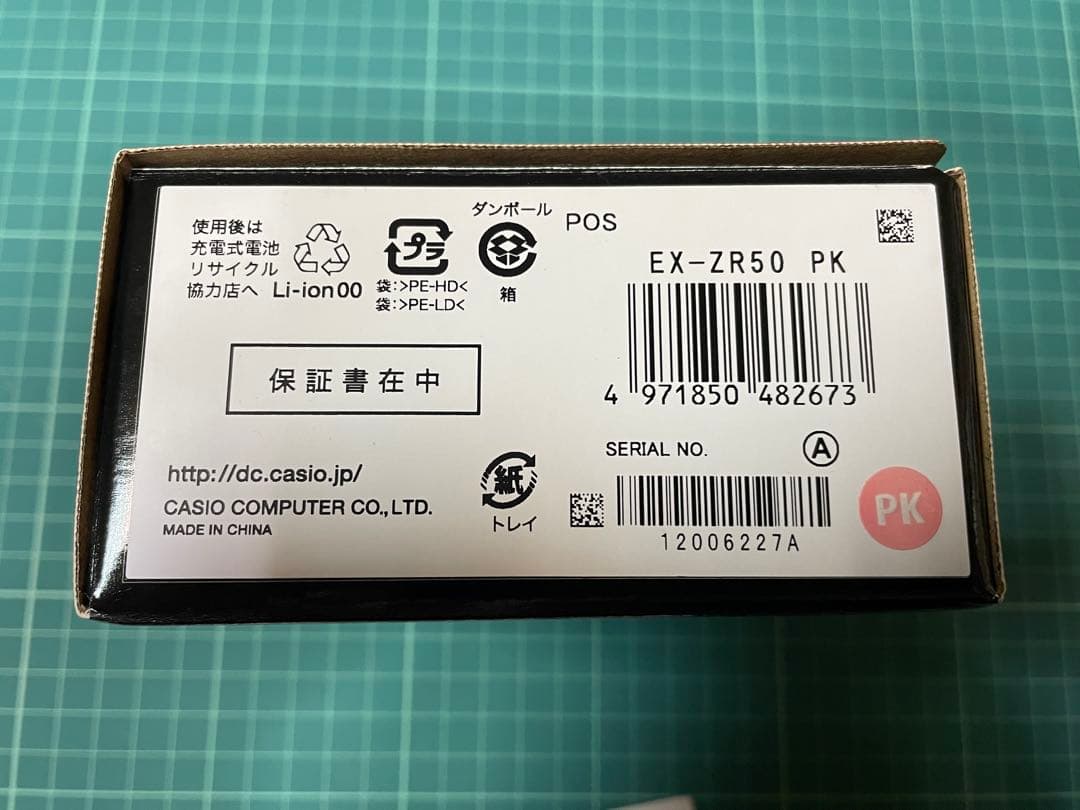 使用後は
充電式電池
リサイクル
協力店へ Li-ion00
プラ
袋:>PE-HD<
袋:>PE-LD<
ダンボール
箱
POS
EX-ZR50 PK
4 971850 482673
保証書在中
http://dc.casio.jp/
CASIO COMPUTER CO.,LTD.
MADE IN CHINA
紙
トレイ
SERIAL NO. A
12006227A
PK